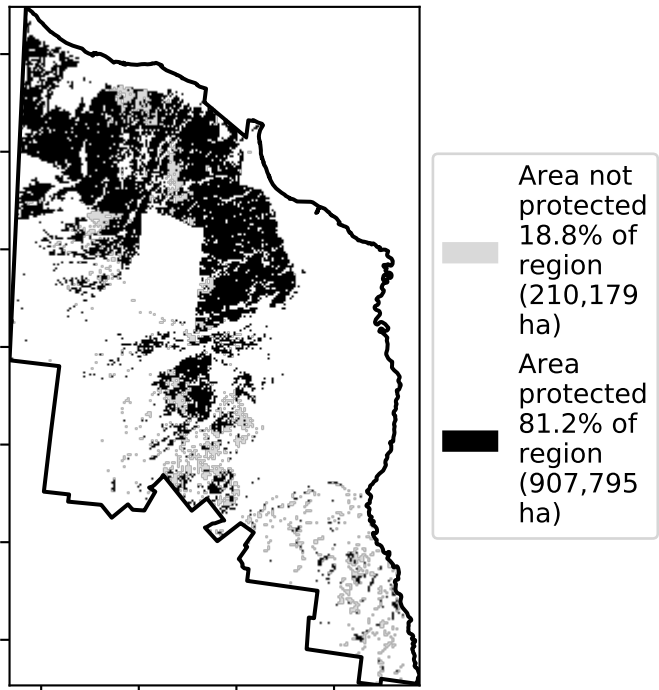 Area not
protected
18.8% of
region
(210,179
ha)
Area
protected
81.2% of
region
(907,795
ha)